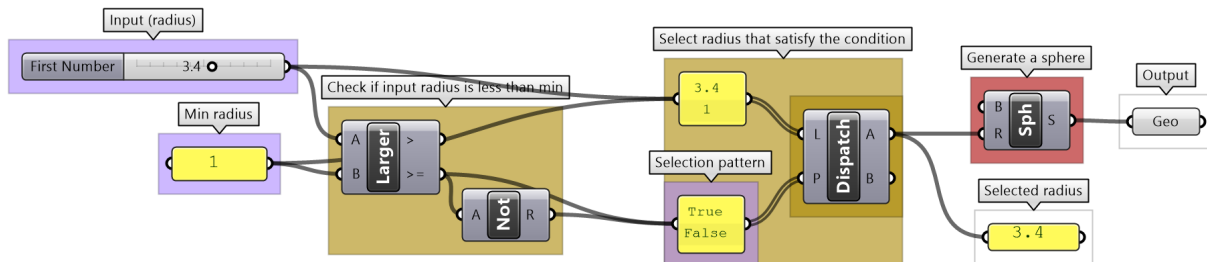 Input (radius)
First Number
3.4
Min radius
1
Check if input radius is less than min
A
B
Larger
>
>=
A
Not
R
Select radius that satisfy the condition
3.4
1
Selection pattern
True
False
L
P
Dispatch
A
B
Generate a sphere
B
R
Sph
S
Output
Geo
Selected radius
3.4